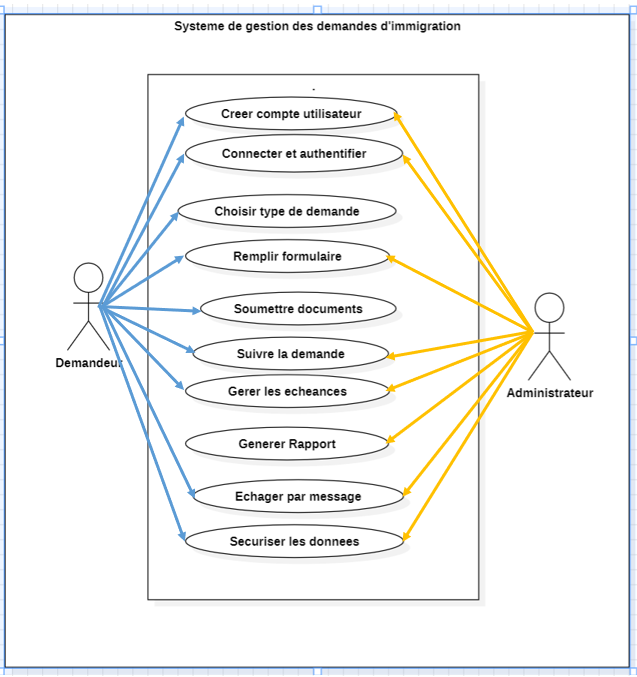 Systeme de gestion des demandes d'immigration
Creer compte utilisateur
Connecter et authentifier
Choisir type de demande
Remplir formulaire
Soumettre documents
Suivre la demande
Demandeur
Gerer les echeances
Administrateur
Generer Rapport
Echager par message
Securiser les donnees